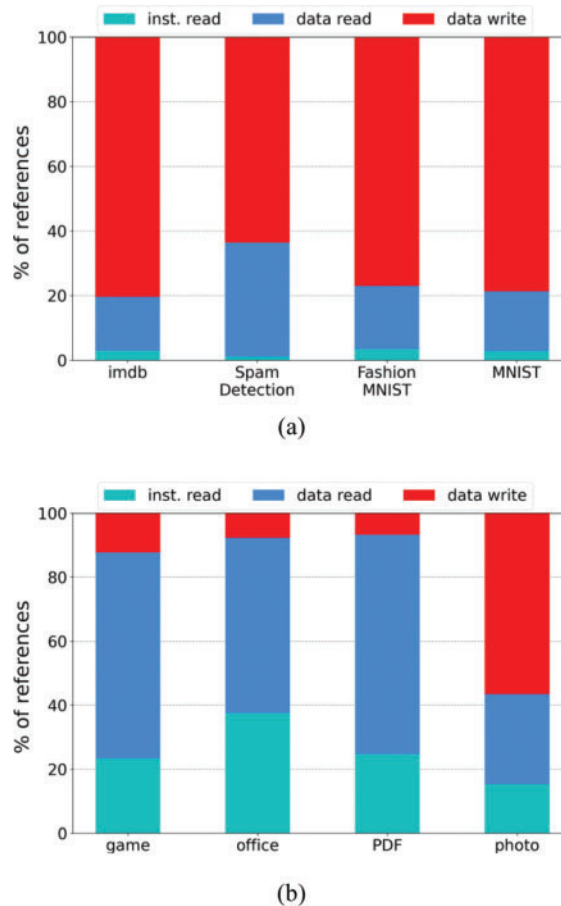 inst. read data read data write
100
80
60
40
20
0
% of references
imdb Spam Detection Fashion MNIST MNIST
(a)
inst. read data read data write
100
80
60
40
20
0
% of references
game office PDF photo
(b)